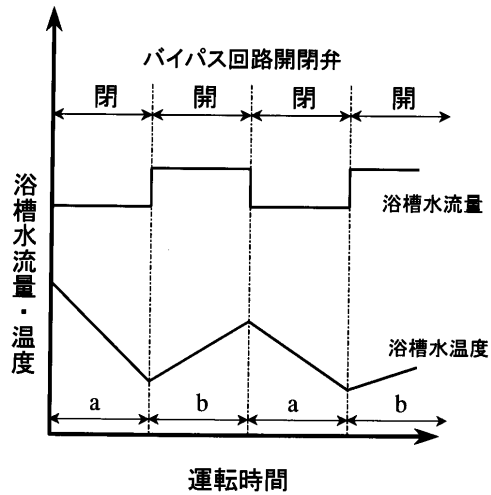 バイパス回路開閉弁
閉 開 閉 開
浴槽水流量・温度
浴槽水流量
浴槽水温度
a b a b
運転時間